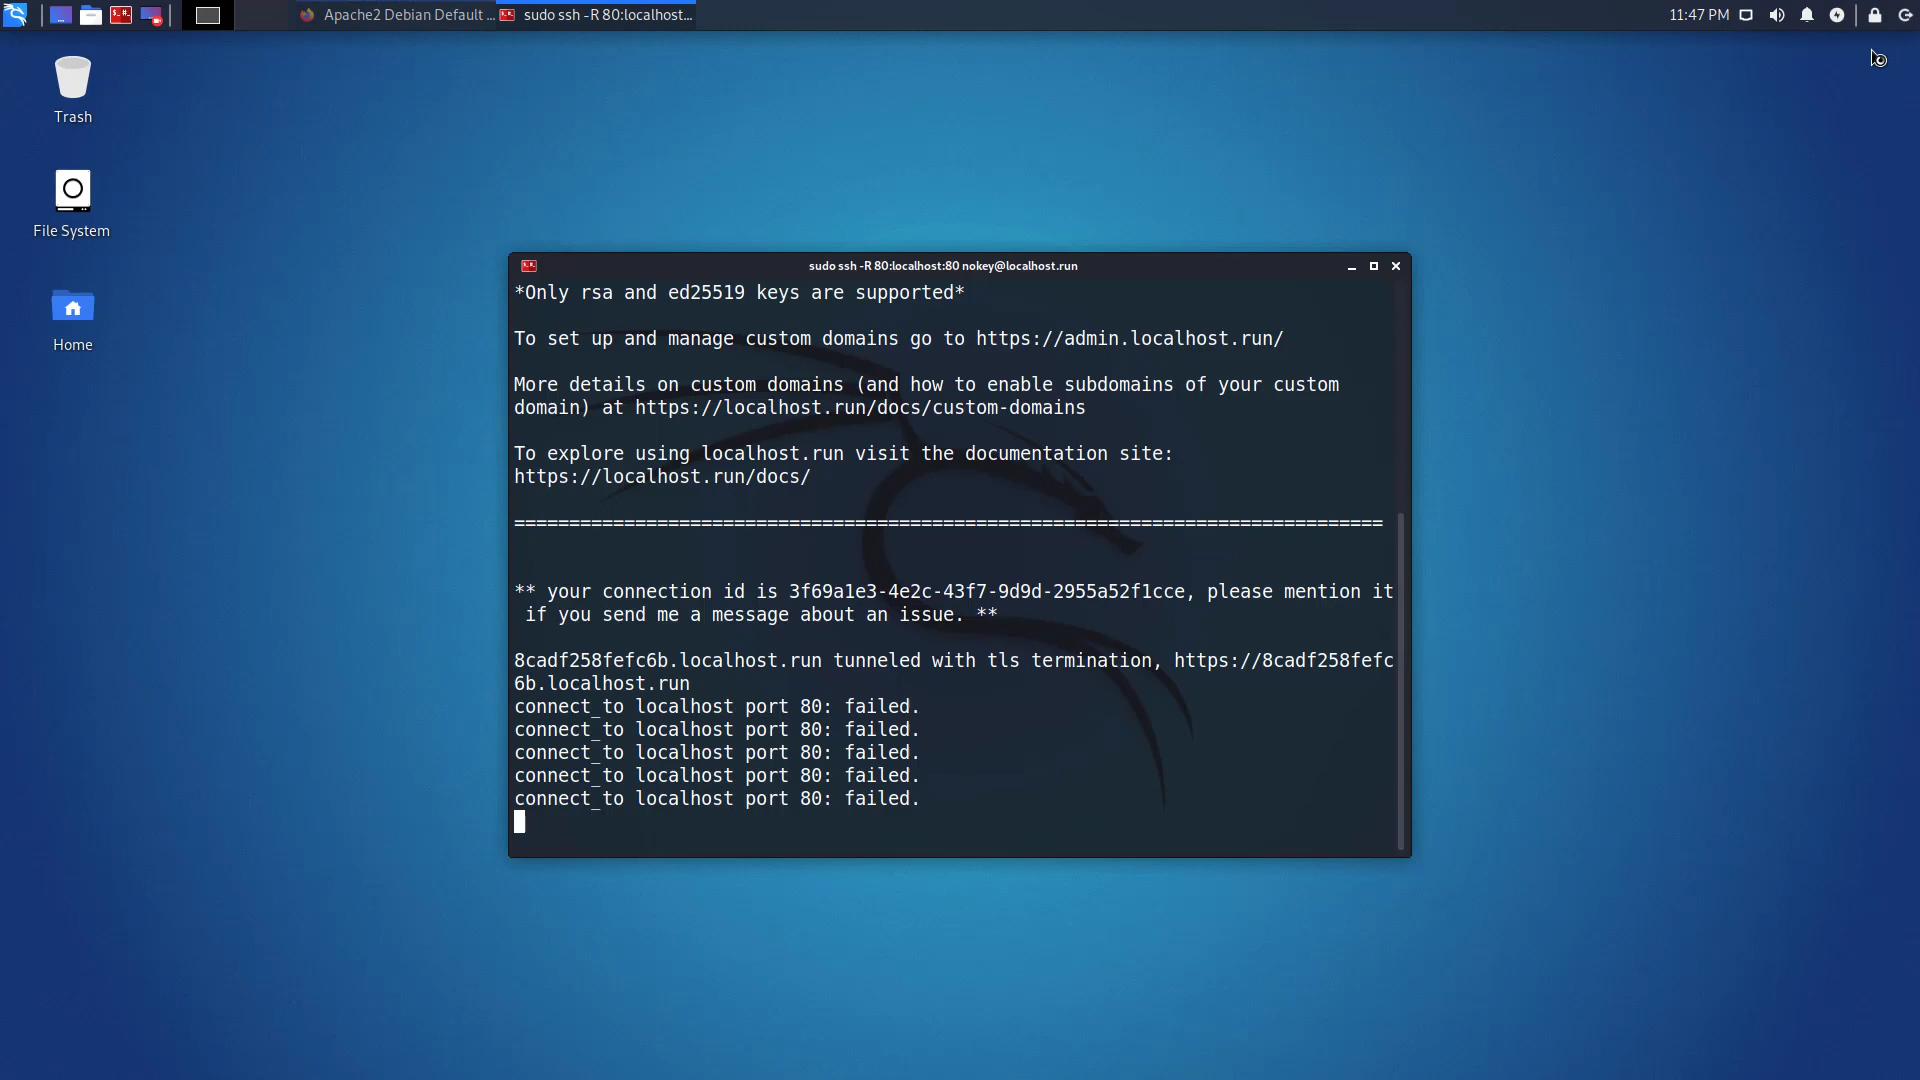 Apache2 Debian Default ...
sudo ssh -R 80:localhost...
11:47 PM
Trash
File System
Home
sudo ssh -R 80:localhost:80 nokey@localhost.run
*Only rsa and ed25519 keys are supported*
To set up and manage custom domains go to https://admin.localhost.run/
More details on custom domains (and how to enable subdomains of your custom
domain) at https://localhost.run/docs/custom-domains
To explore using localhost.run visit the documentation site:
https://localhost.run/docs/
===============================================================================
** your connection id is 3f69a1e3-4e2c-43f7-9d9d-2955a52f1cce, please mention it
if you send me a message about an issue. **
8cadf258fefc6b.localhost.run tunneled with tls termination, https://8cadf258fefc
6b.localhost.run
connect_to localhost port 80: failed.
connect_to localhost port 80: failed.
connect_to localhost port 80: failed.
connect_to localhost port 80: failed.
connect_to localhost port 80: failed.